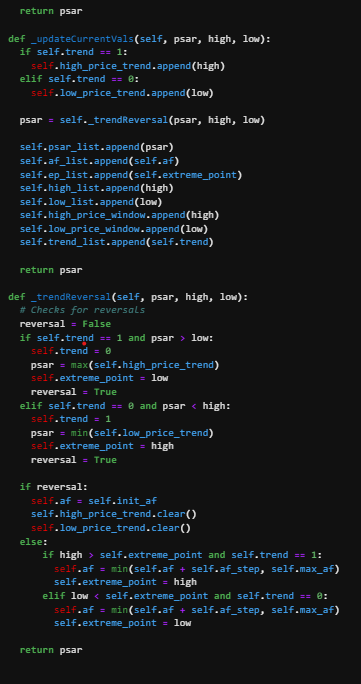 return psar

def _updateCurrentVals(self, psar, high, low):
  if self.trend == 1:
    self.high_price_trend.append(high)
  elif self.trend == 0:
    self.low_price_trend.append(low)

  psar = self._trendReversal(psar, high, low)

  self.psar_list.append(psar)
  self.af_list.append(self.af)
  self.ep_list.append(self.extreme_point)
  self.high_list.append(high)
  self.low_list.append(low)
  self.high_price_window.append(high)
  self.low_price_window.append(low)
  self.trend_list.append(self.trend)

  return psar

def _trendReversal(self, psar, high, low):
  # Checks for reversals
  reversal = False
  if self.trend == 1 and psar > low:
    self.trend = 0
    psar = max(self.high_price_trend)
    self.extreme_point = low
    reversal = True
  elif self.trend == 0 and psar < high:
    self.trend = 1
    psar = min(self.low_price_trend)
    self.extreme_point = high
    reversal = True

  if reversal:
    self.af = self.init_af
    self.high_price_trend.clear()
    self.low_price_trend.clear()
  else:
      if high > self.extreme_point and self.trend == 1:
        self.af = min(self.af + self.af_step, self.max_af)
        self.extreme_point = high
      elif low < self.extreme_point and self.trend == 0:
        self.af = min(self.af + self.af_step, self.max_af)
        self.extreme_point = low

  return psar